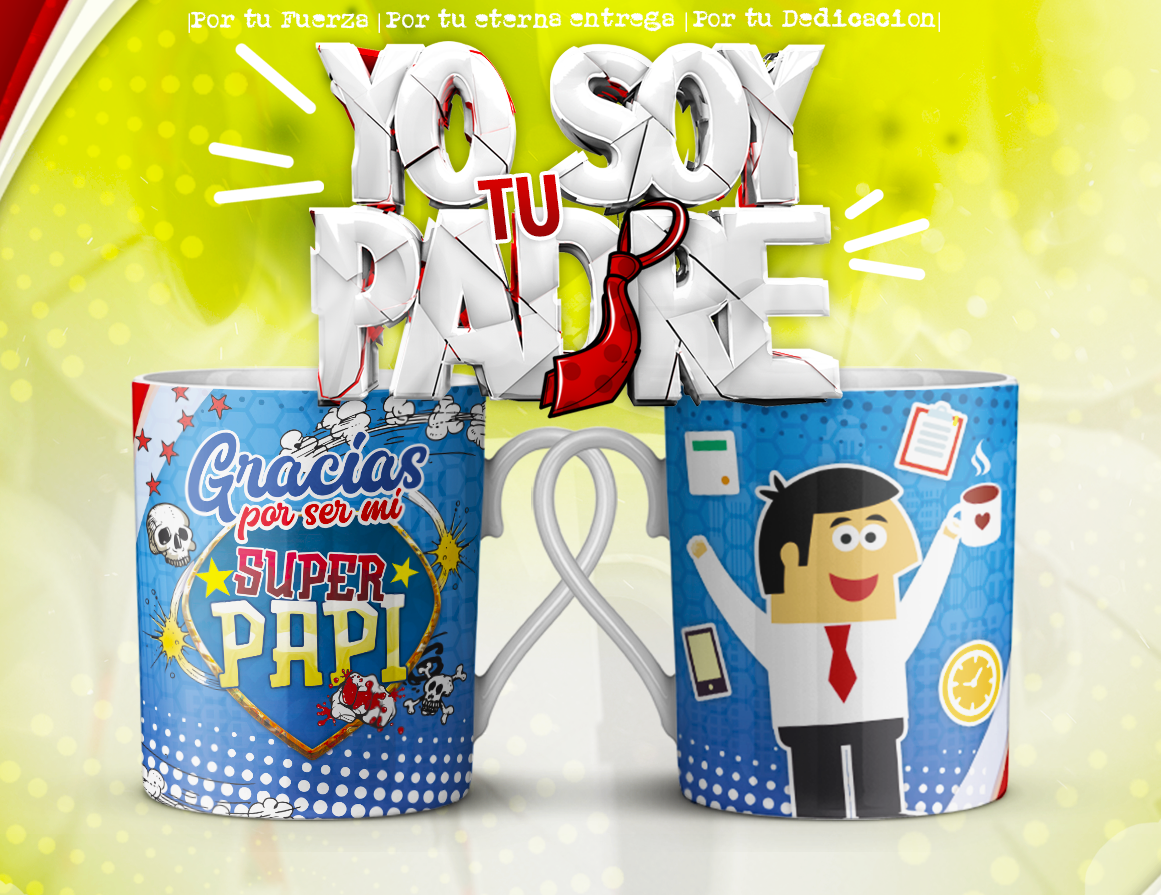 |Por tu Fuerza |Por tu eterna entrega |Por tu Dedicacion|
YO SOY
TU
PADRE
Gracias
por ser mi
SUPER
PAPI